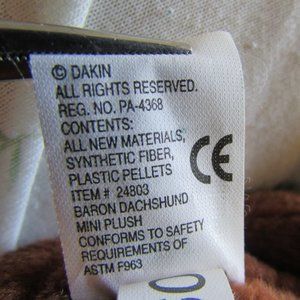 © DAKIN
ALL RIGHTS RESERVED.
REG. NO. PA-4368
CONTENTS:
ALL NEW MATERIALS,
SYNTHETIC FIBER,
PLASTIC PELLETS
ITEM # 24803
BARON DACHSHUND
MINI PLUSH
CONFORMS TO SAFETY
REQUIREMENTS OF
ASTM F963
CE